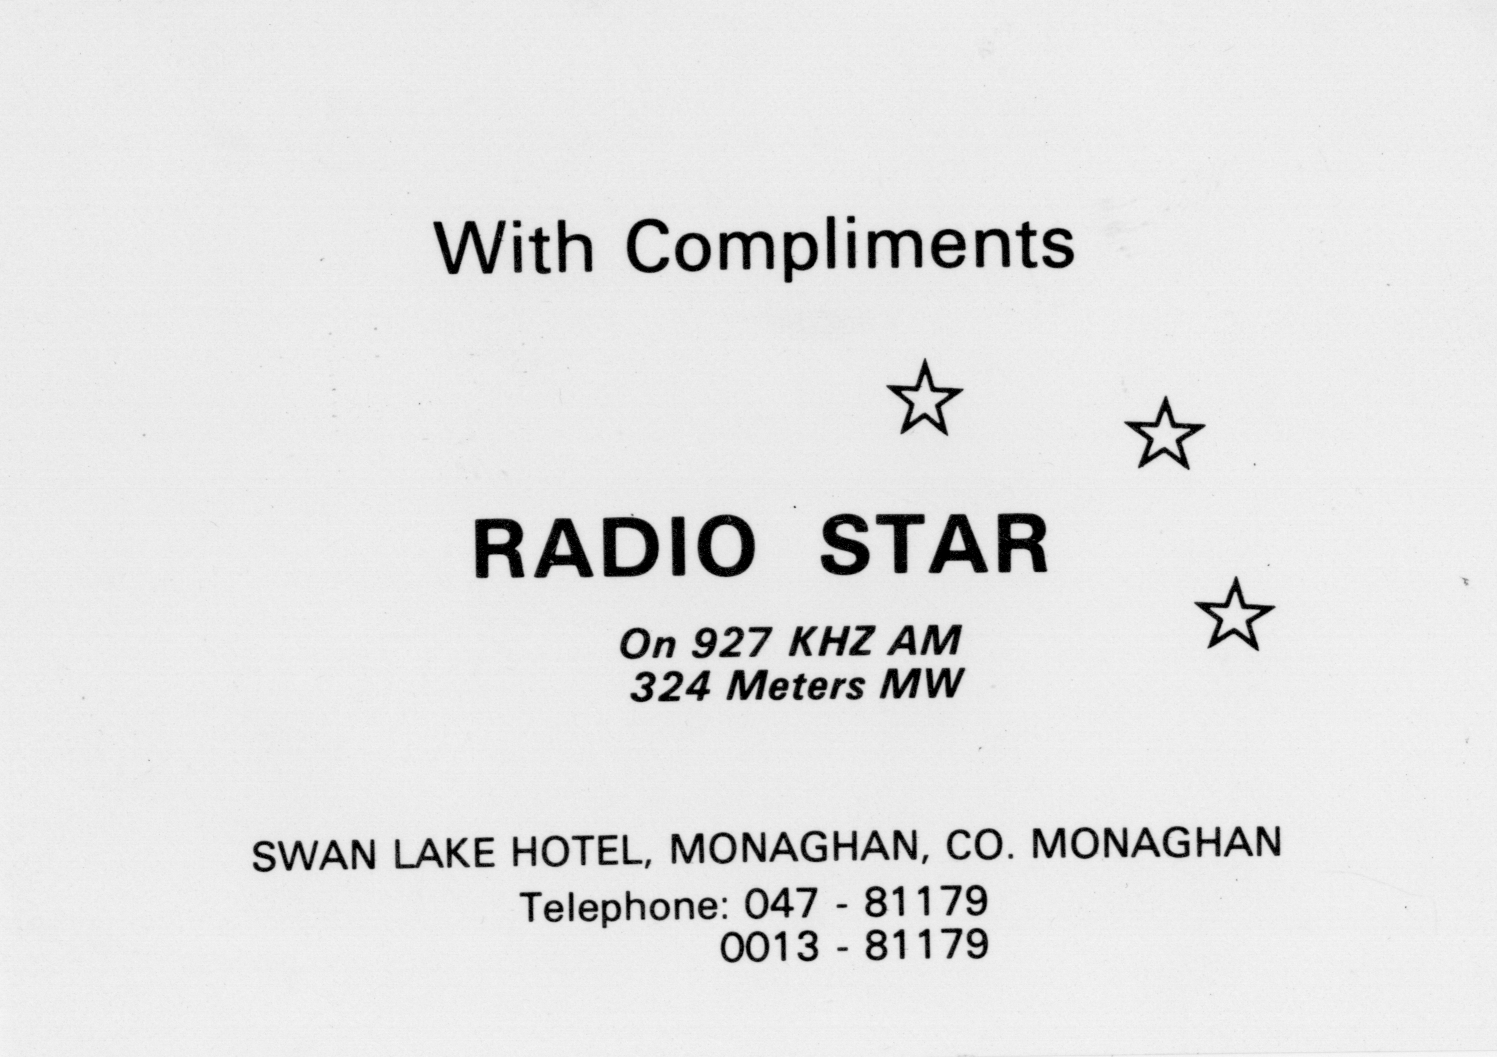 With Compliments
RADIO STAR
On 927 KHZ AM
324 Meters MW
SWAN LAKE HOTEL, MONAGHAN, CO. MONAGHAN
Telephone: 047 - 81179
0013 - 81179